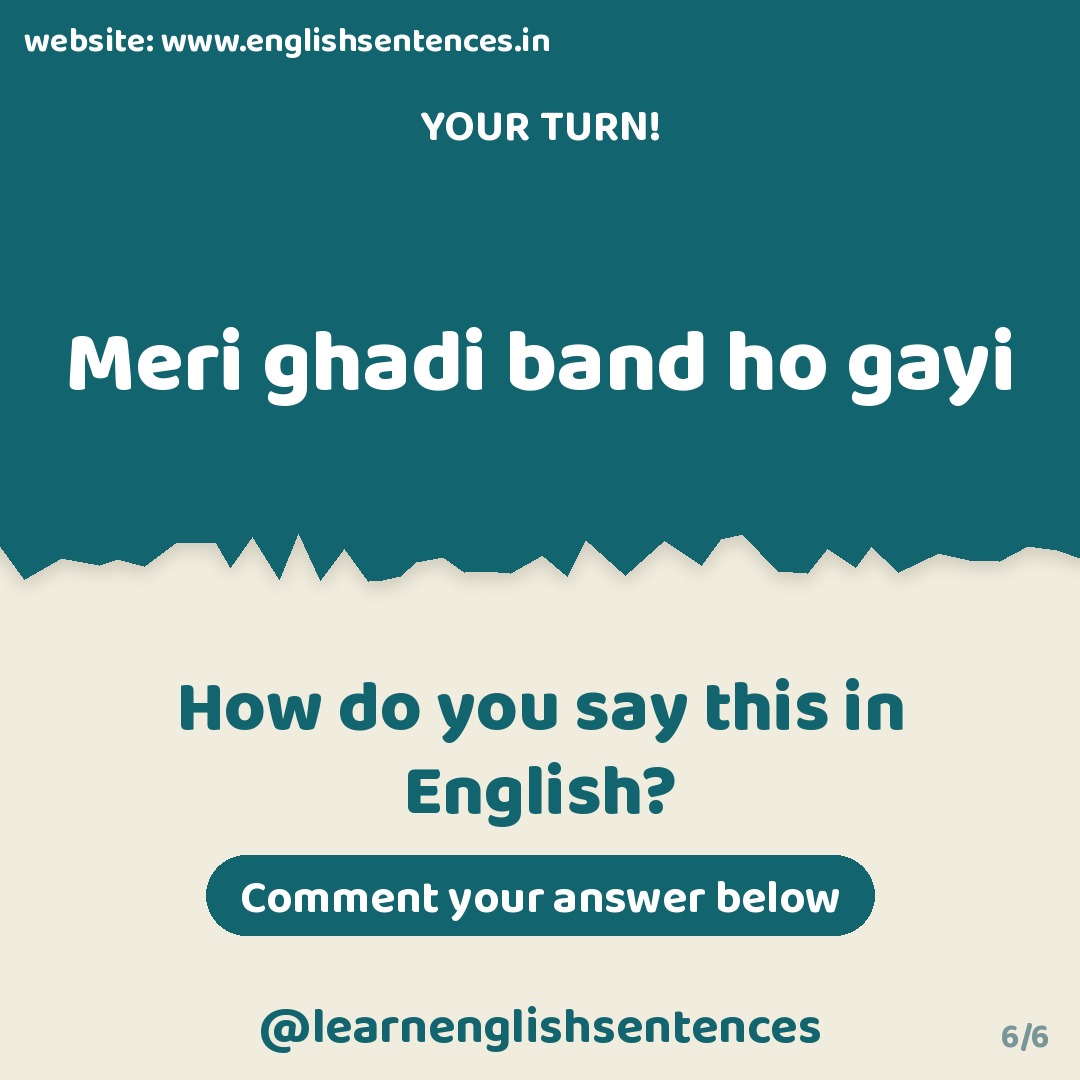 website: www.englishsentences.in
YOUR TURN!
Meri ghadi band ho gayi
How do you say this in
English?
Comment your answer below
@learnenglishsentences
6/6